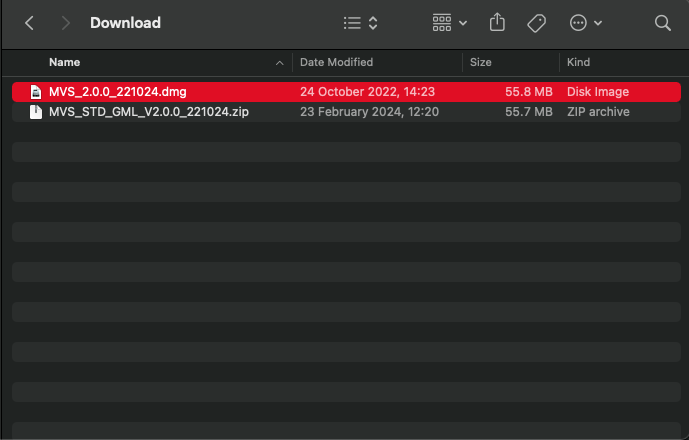 Download
Name Date Modified Size Kind
MVS_2.0.0_221024.dmg 24 October 2022, 14:23 55.8 MB Disk Image
MVS_STD_GML_V2.0.0_221024.zip 23 February 2024, 12:20 55.7 MB ZIP archive